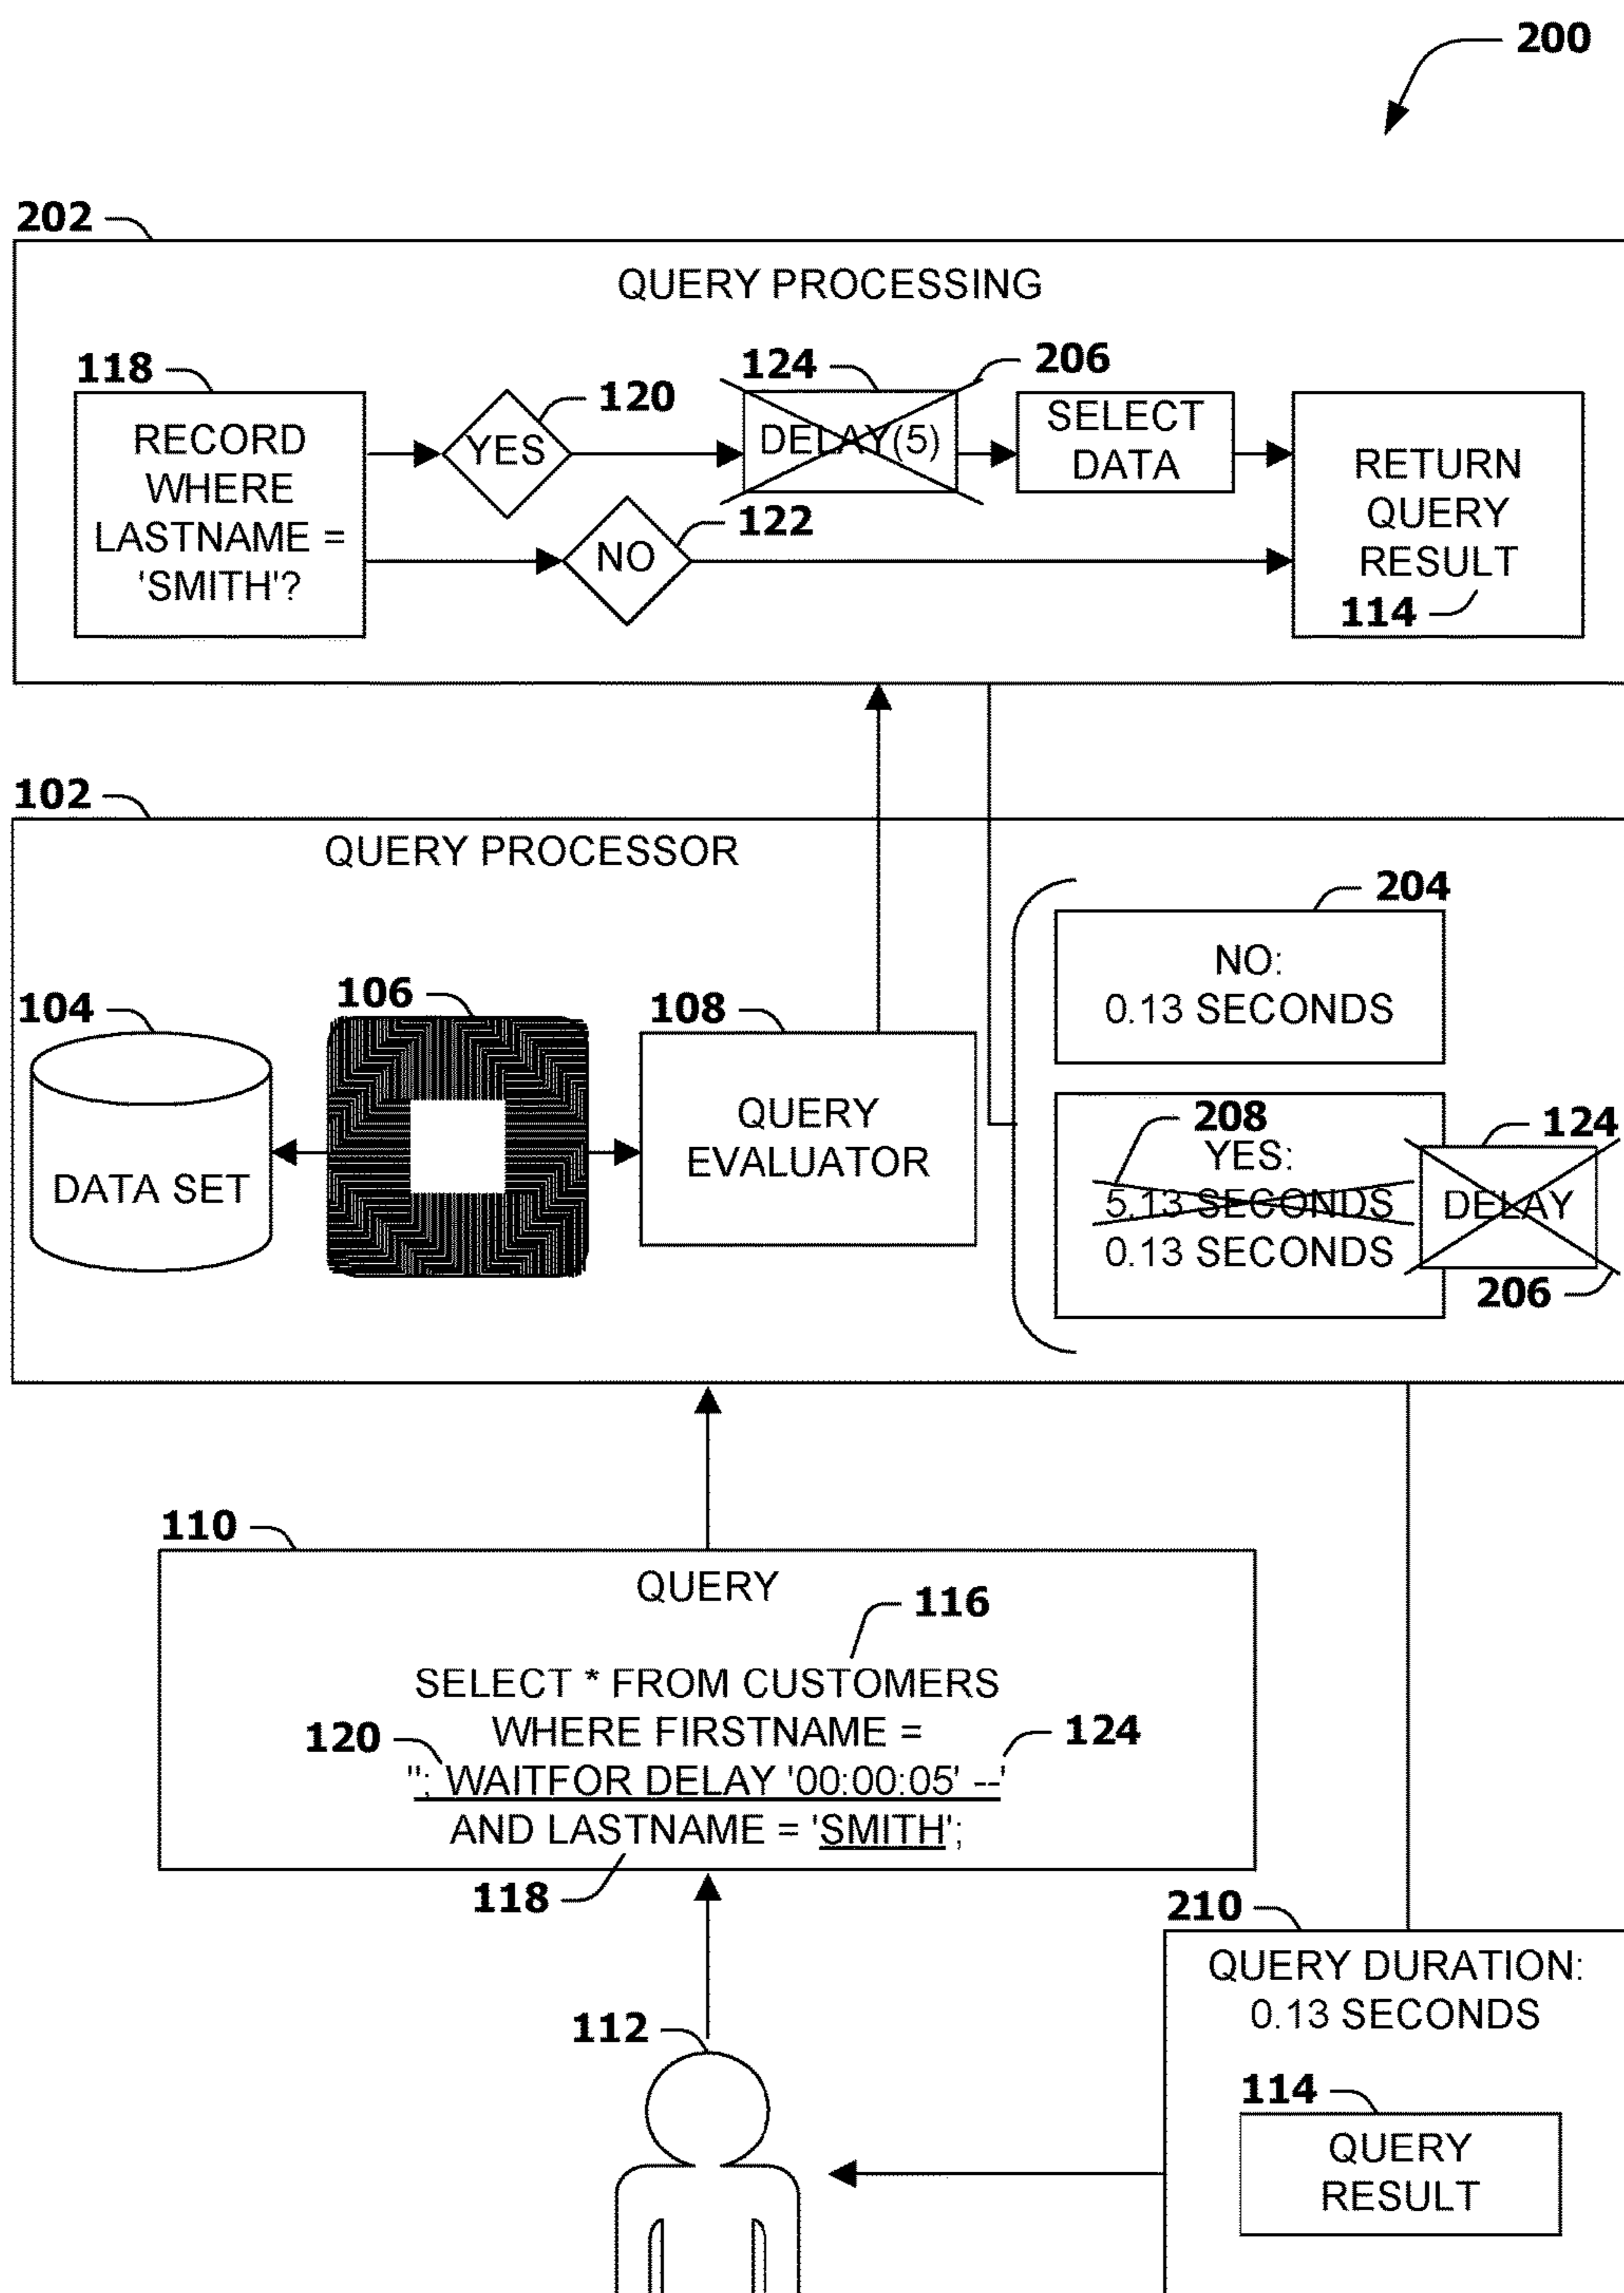 200
202
QUERY PROCESSING
118
120
124
206
RECORD
WHERE
LASTNAME =
'SMITH'?
YES
DELAY(5)
SELECT
DATA
NO
122
RETURN
QUERY
RESULT
114
102
QUERY PROCESSOR
204
NO:
0.13 SECONDS
104
106
108
DATA SET
QUERY
EVALUATOR
208
YES:
5.13 SECONDS
0.13 SECONDS
124
DELAY
206
110
QUERY
116
SELECT * FROM CUSTOMERS
WHERE FIRSTNAME =
120
124
''; WAITFOR DELAY '00:00:05' --'
AND LASTNAME = 'SMITH';
118
210
QUERY DURATION:
0.13 SECONDS
112
114
QUERY
RESULT